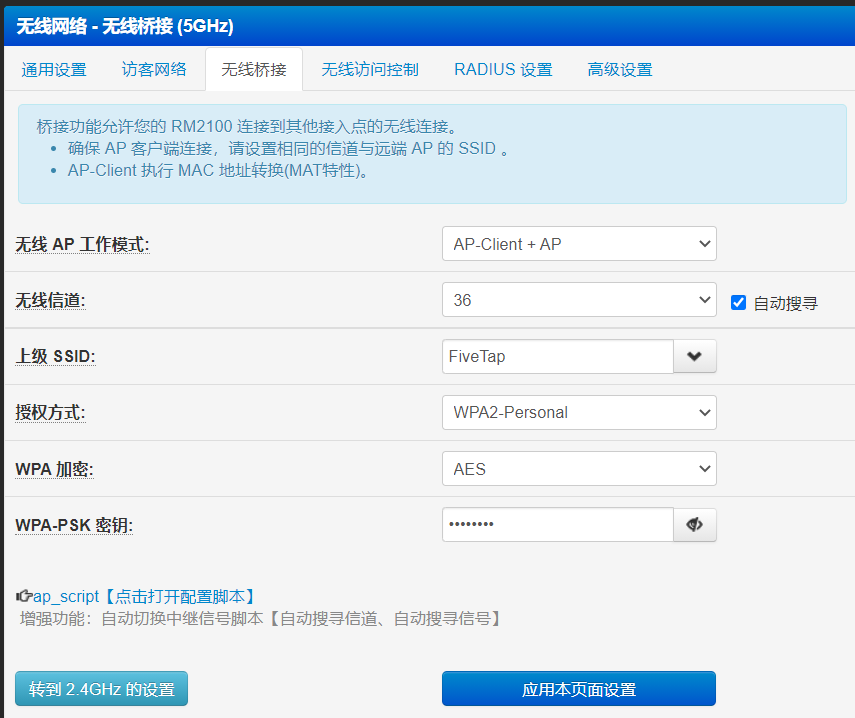 无线网络 - 无线桥接 (5GHz)
通用设置 访客网络 无线桥接 无线访问控制 RADIUS 设置 高级设置
桥接功能允许您的 RM2100 连接到其他接入点的无线连接。
• 确保 AP 客户端连接，请设置相同的信道与远端 AP 的 SSID 。
• AP-Client 执行 MAC 地址转换(MAT特性)。
无线 AP 工作模式: AP-Client + AP
无线信道: 36 自动搜寻
上级 SSID: FiveTap
授权方式: WPA2-Personal
WPA 加密: AES
WPA-PSK 密钥: ••••••••
ap_script【点击打开配置脚本】
增强功能：自动切换中继信号脚本【自动搜寻信道、自动搜寻信号】
转到 2.4GHz 的设置 应用本页面设置